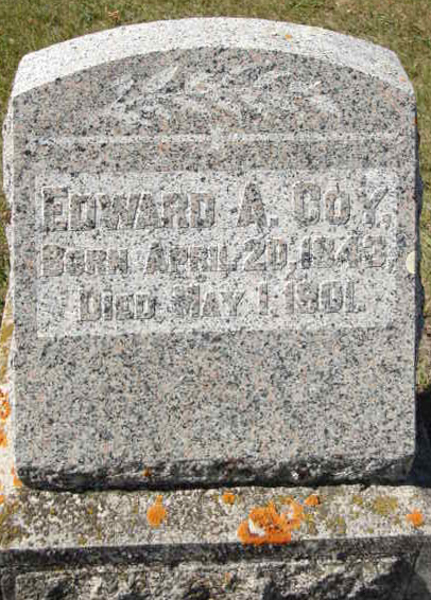 EDWARD A. COY,
BORN APRIL 20, 1843,
DIED MAY 1, 1901.